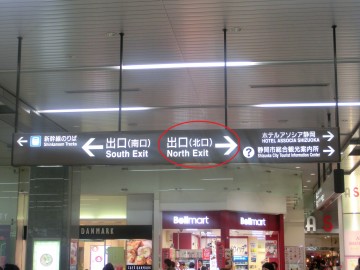 新幹線のりば
Shinkansen Tracks
出口(南口)
South Exit
出口(北口)
North Exit
ホテルアソシア静岡
HOTEL ASSOCIA SHIZUOKA
静岡市総合観光案内所
Shizuoka City Tourist Information Center
DANMARK
Bellmart
Bellmart